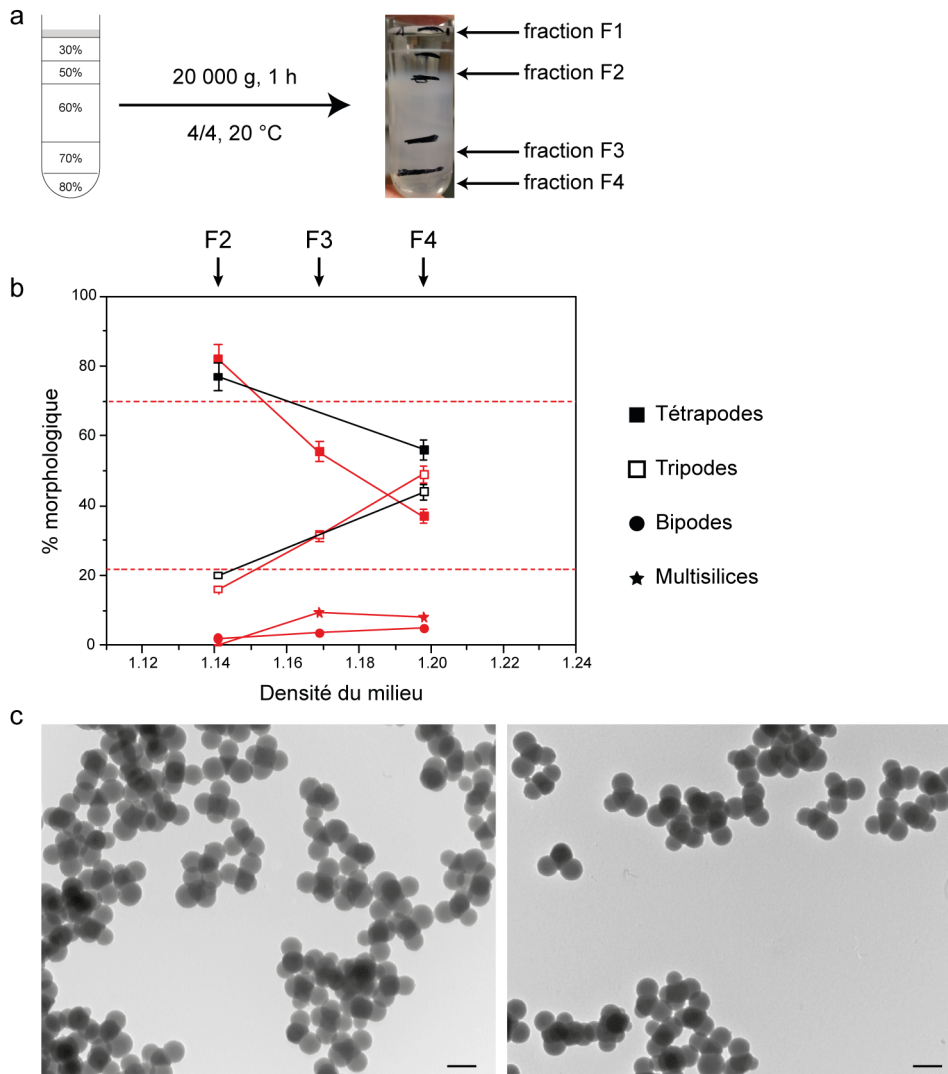 a
30%
50%
60%
70%
80%
20 000 g, 1 h
4/4, 20 °C
fraction F1
fraction F2
fraction F3
fraction F4
F2 F3 F4
b
100
80
60
40
20
0
% morphologique
1.12 1.14 1.16 1.18 1.20 1.22 1.24
Densité du milieu
Tétrapodes
Tripodes
Bipodes
Multisilices
c